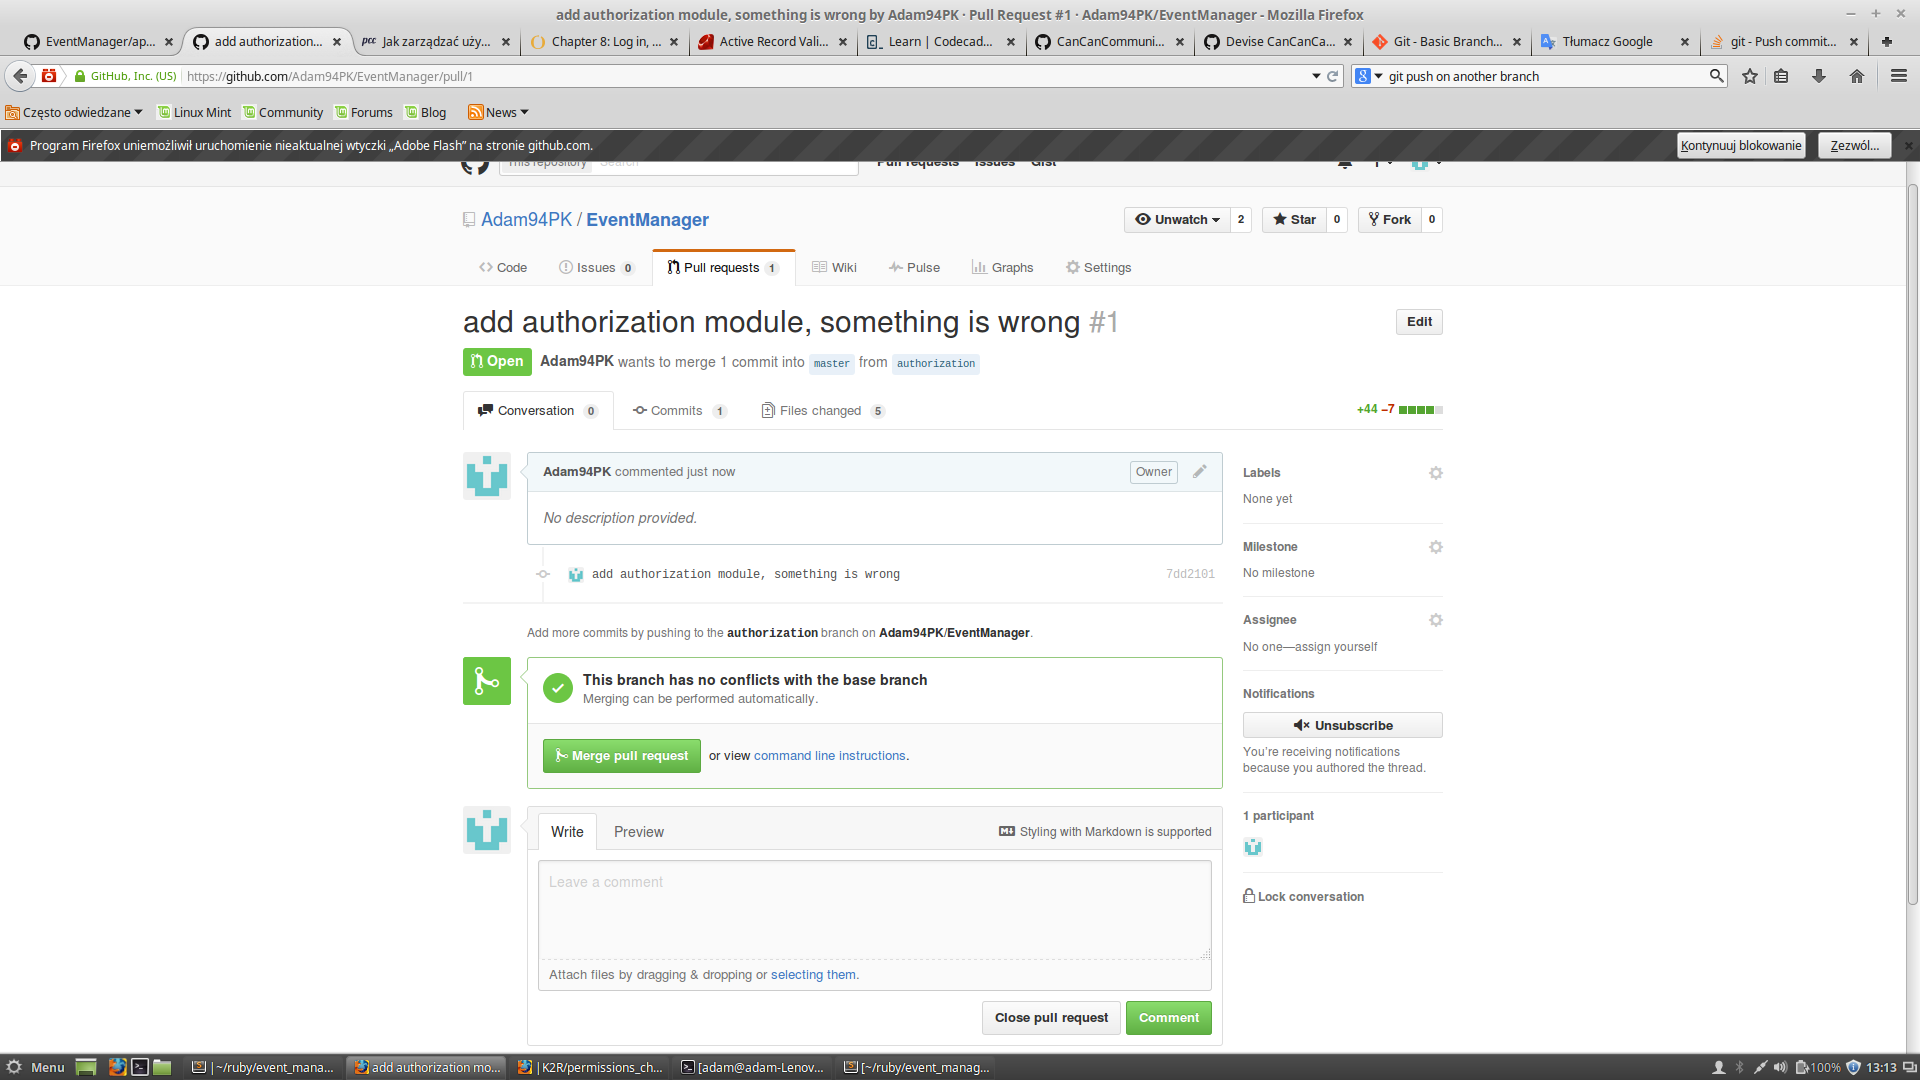 add authorization module, something is wrong by Adam94PK · Pull Request #1 · Adam94PK/EventManager - Mozilla Firefox
EventManager/ap...
add authorization...
pcc Jak zarządzać uży...
Chapter 8: Log in, ...
Active Record Vali...
Learn | Codecad...
CanCanCommuni...
Devise CanCanCa...
Git - Basic Branch...
Tłumacz Google
git - Push commit...
GitHub, Inc. (US)
https://github.com/Adam94PK/EventManager/pull/1
git push on another branch
Często odwiedzane
Linux Mint
Community
Forums
Blog
News
Program Firefox uniemożliwił uruchomienie nieaktualnej wtyczki „Adobe Flash” na stronie github.com.
Kontynuuj blokowanie
Zezwól...
This repository Search
Pull requests Issues Gist
Adam94PK / EventManager
Unwatch 2
Star 0
Fork 0
Code
Issues 0
Pull requests 1
Wiki
Pulse
Graphs
Settings
add authorization module, something is wrong #1
Edit
Open
Adam94PK wants to merge 1 commit into master from authorization
Conversation 0
Commits 1
Files changed 5
+44 −7
Adam94PK commented just now
Owner
No description provided.
add authorization module, something is wrong
7dd2101
Add more commits by pushing to the authorization branch on Adam94PK/EventManager.
This branch has no conflicts with the base branch
Merging can be performed automatically.
Merge pull request
or view command line instructions.
Write
Preview
Styling with Markdown is supported
Leave a comment
Attach files by dragging & dropping or selecting them.
Close pull request
Comment
Labels
None yet
Milestone
No milestone
Assignee
No one—assign yourself
Notifications
Unsubscribe
You’re receiving notifications
because you authored the thread.
1 participant
Lock conversation
Menu
|~/ruby/event_mana...
add authorization mo...
|K2R/permissions_ch...
[adam@adam-Lenov...
[~/ruby/event_manag...
100%
13:13